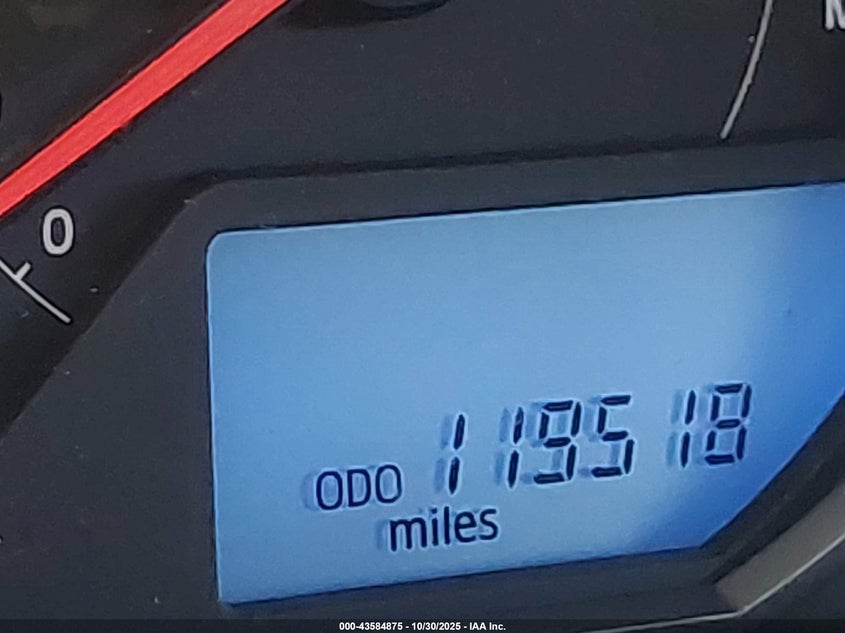 0
ODO 119518
miles
000-43584875 - 10/30/2025 - IAA Inc.